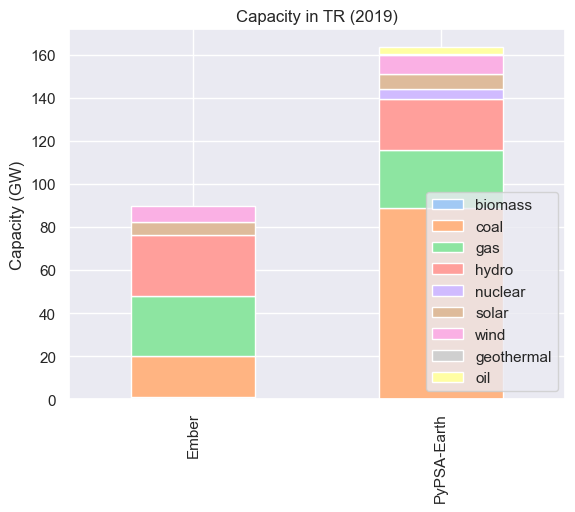 Capacity in TR (2019)
Capacity (GW)
160
140
120
100
80
60
40
20
0
biomass
coal
gas
hydro
nuclear
solar
wind
geothermal
oil
Ember
PyPSA-Earth